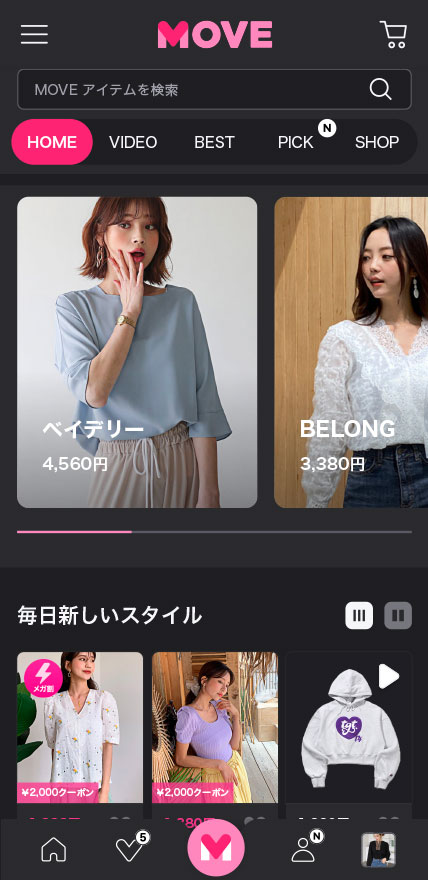 MOVE
MOVE アイテムを検索
HOME VIDEO BEST PICK N SHOP
ベイデリー
4,560円
BELONG
3,380円
毎日新しいスタイル
メガ割
¥2,000クーポン
¥2,000クーポン
5
N